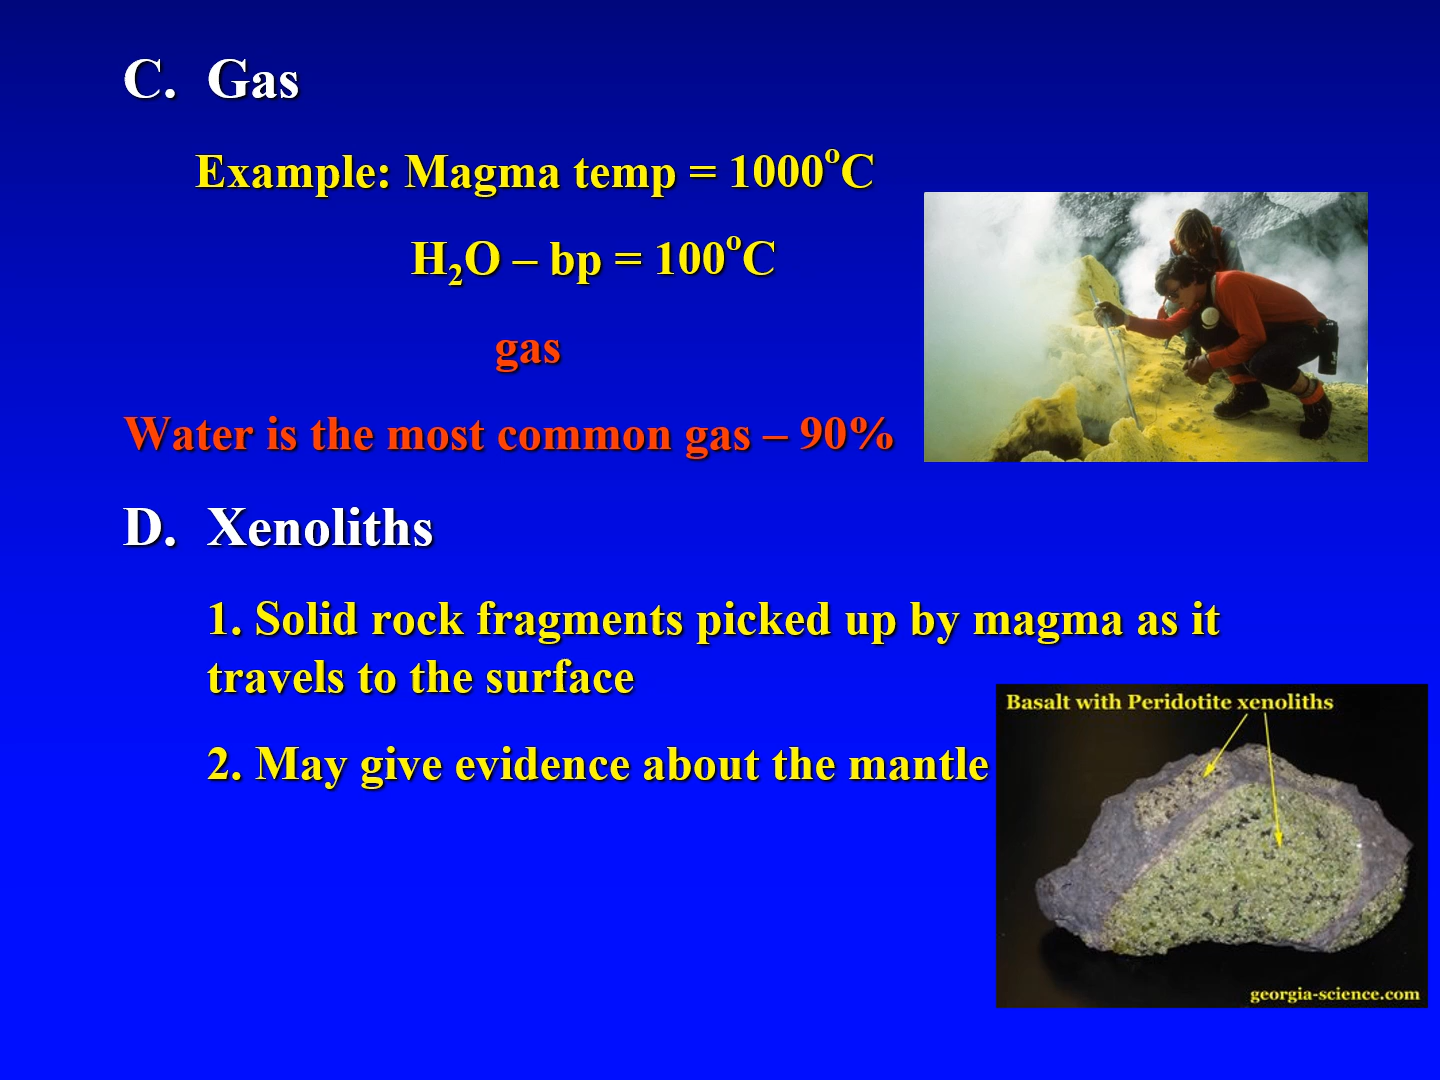 C. Gas
Example: Magma temp = 1000ºC
H₂O – bp = 100ºC
gas
Water is the most common gas – 90%
D. Xenoliths
1. Solid rock fragments picked up by magma as it
travels to the surface
2. May give evidence about the mantle
Basalt with Peridotite xenoliths
georgia-science.com